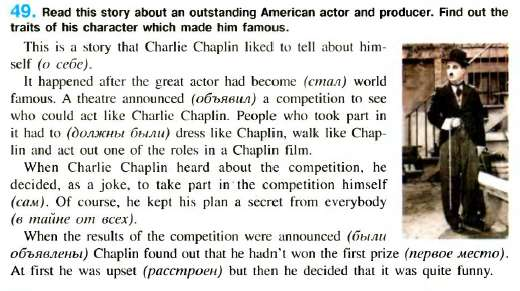 49. Read this story about an outstanding American actor and producer. Find out the
traits of his character which made him famous.
This is a story that Charlie Chaplin liked to tell about him-
self (о себе).
It happened after the great actor had become (стал) world
famous. A theatre announced (объявил) a competition to see
who could act like Charlie Chaplin. People who took part in
it had to (должны были) dress like Chaplin, walk like Chap-
lin and act out one of the roles in a Chaplin film.
When Charlie Chaplin heard about the competition, he
decided, as a joke, to take part in the competition himself
(сам). Of course, he kept his plan a secret from everybody
(в тайне от всех).
When the results of the competition were announced (были
объявлены) Chaplin found out that he hadn't won the first prize (первое место).
At first he was upset (расстроен) but then he decided that it was quite funny.